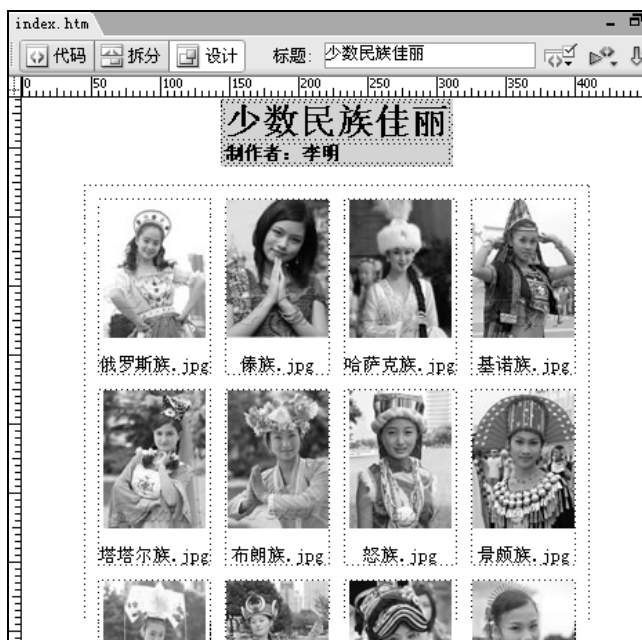 index.htm
代码 拆分 设计 标题: 少数民族佳丽
0 50 100 150 200 250 300 350 400
少数民族佳丽
制作者：李明
俄罗斯族.jpg 傣族.jpg 哈萨克族.jpg 基诺族.jpg
塔塔尔族.jpg 布朗族.jpg 怒族.jpg 景颇族.jpg